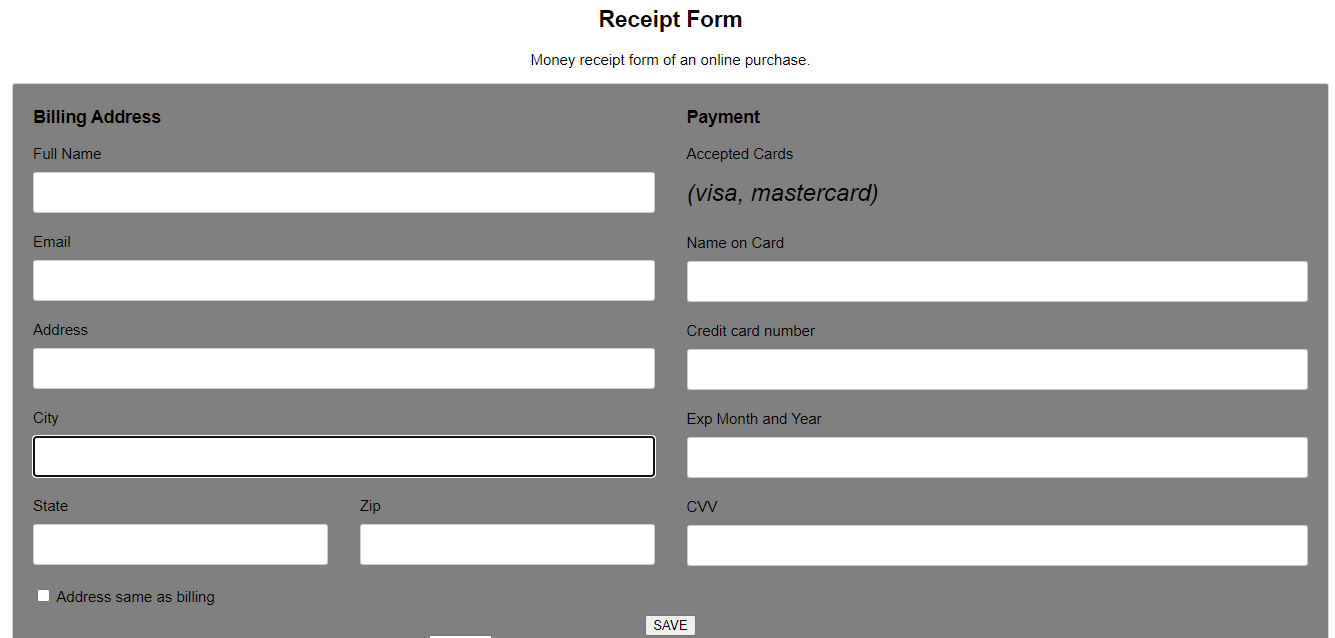 Receipt Form
Money receipt form of an online purchase.
Billing Address
Full Name
Email
Address
City
State Zip
Address same as billing
Payment
Accepted Cards
(visa, mastercard)
Name on Card
Credit card number
Exp Month and Year
CVV
SAVE